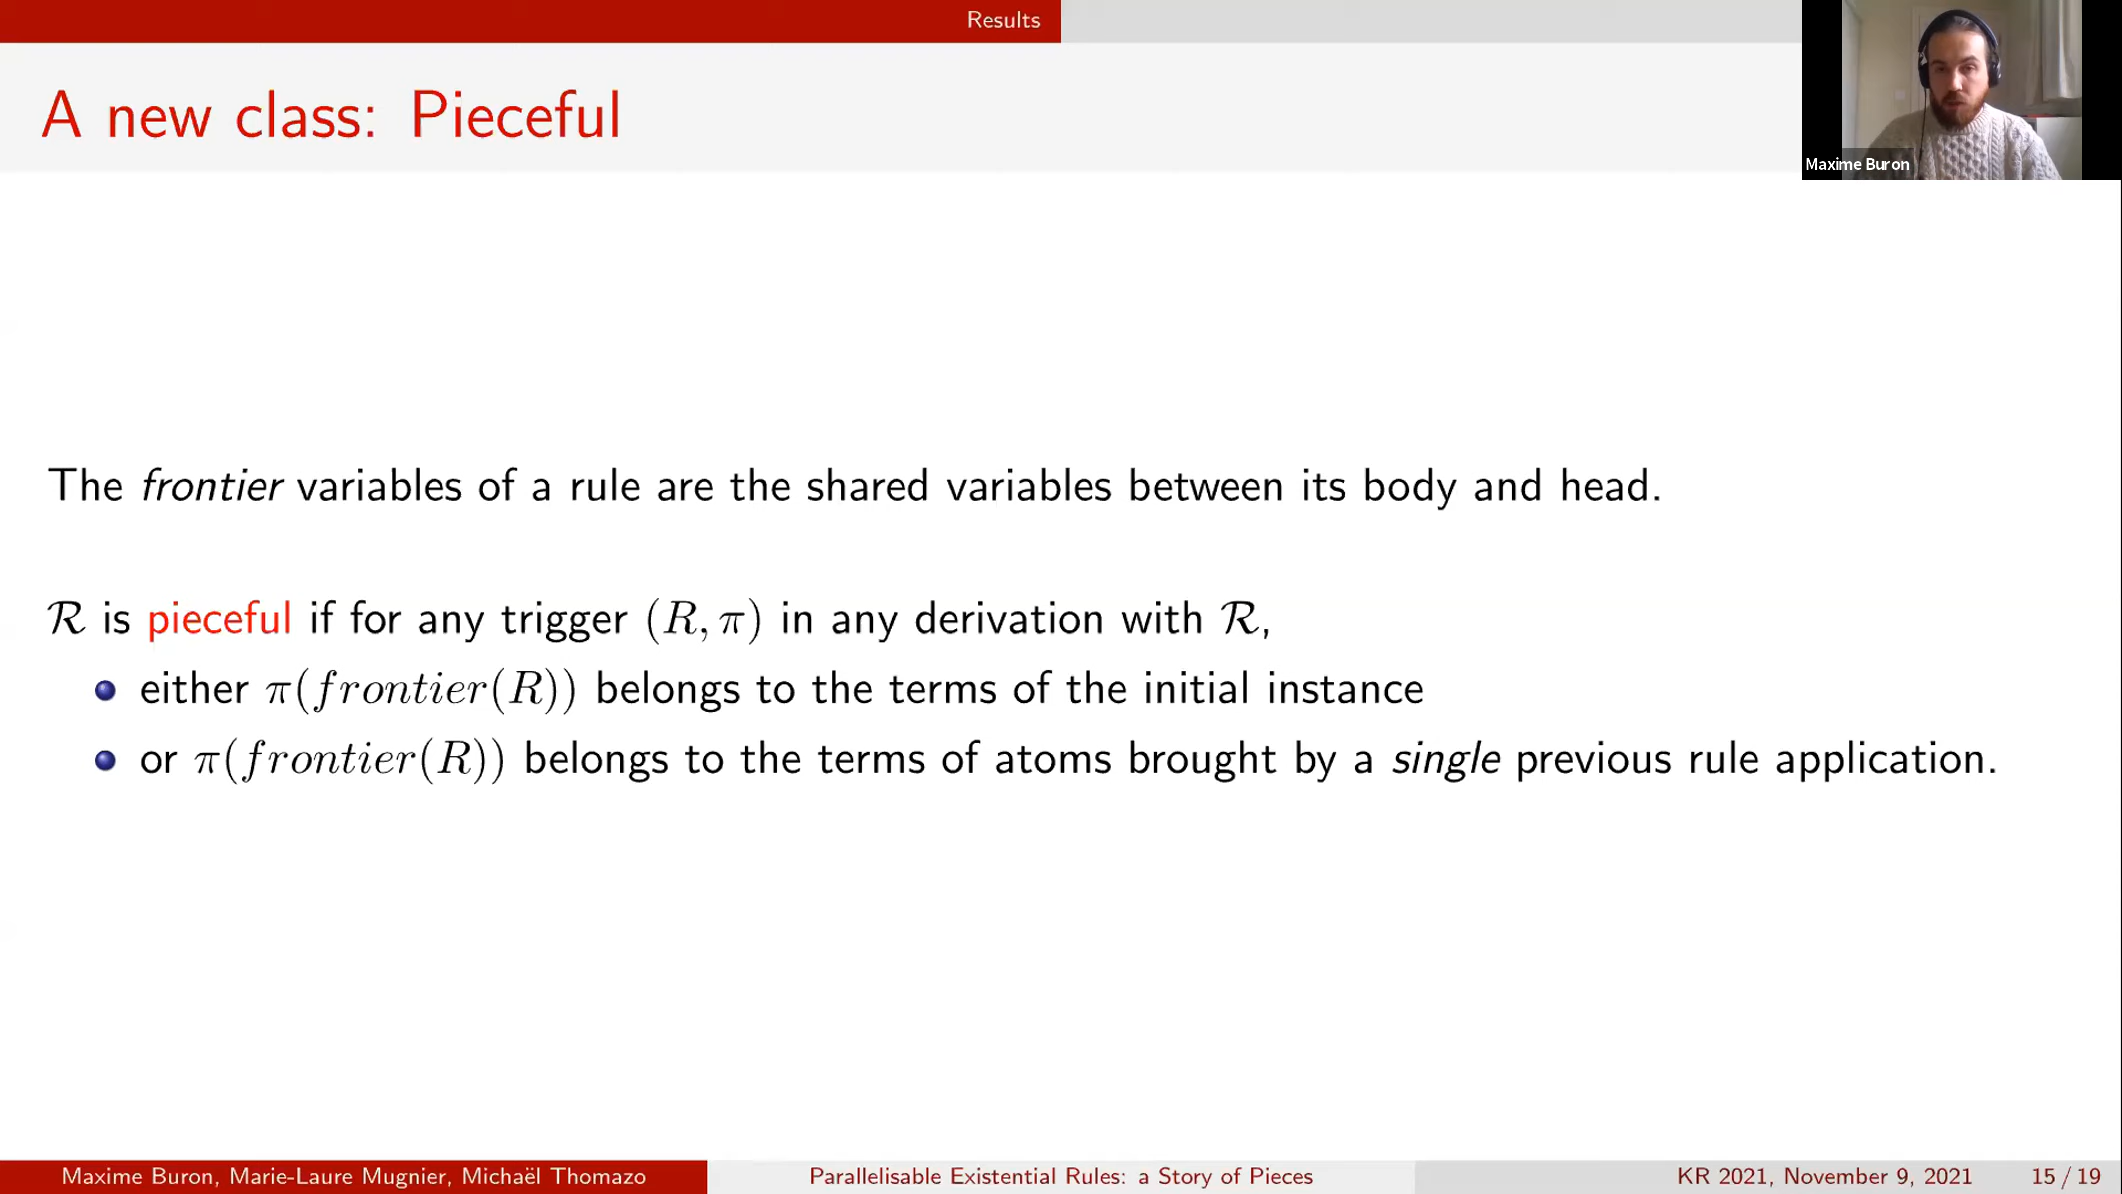 Results
A new class: Pieceful
Maxime Buron
The frontier variables of a rule are the shared variables between its body and head.
ℛ is pieceful if for any trigger (R, π) in any derivation with ℛ,
either π(frontier(R)) belongs to the terms of the initial instance
or π(frontier(R)) belongs to the terms of atoms brought by a single previous rule application.
Maxime Buron, Marie-Laure Mugnier, Michaël Thomazo
Parallelisable Existential Rules: a Story of Pieces
KR 2021, November 9, 2021
15 / 19